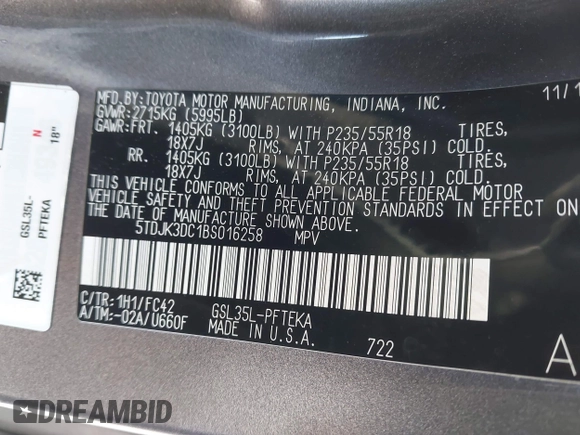 MFD. BY: TOYOTA MOTOR MANUFACTURING, INDIANA, INC. 11/1
GVWR: 2715KG (5995LB)
GAWR: FRT. 1405KG (3100LB) WITH P235/55R18 TIRES,
18X7J RIMS, AT 240KPA (35PSI) COLD.
RR. 1405KG (3100LB) WITH P235/55R18 TIRES,
18X7J RIMS, AT 240KPA (35PSI) COLD.
THIS VEHICLE CONFORMS TO ALL APPLICABLE FEDERAL MOTOR
VEHICLE SAFETY AND THEFT PREVENTION STANDARDS IN EFFECT ON
THE DATE OF MANUFACTURE SHOWN ABOVE.
5TDJK3DC1BS016258 MPV
C/TR: 1H1/FC42 GSL35L-PFTEKA
A/TM: -02A/U660F MADE IN U.S.A. 722
A
N
18"
GSL35L-
PFTEKA
DREAMBID